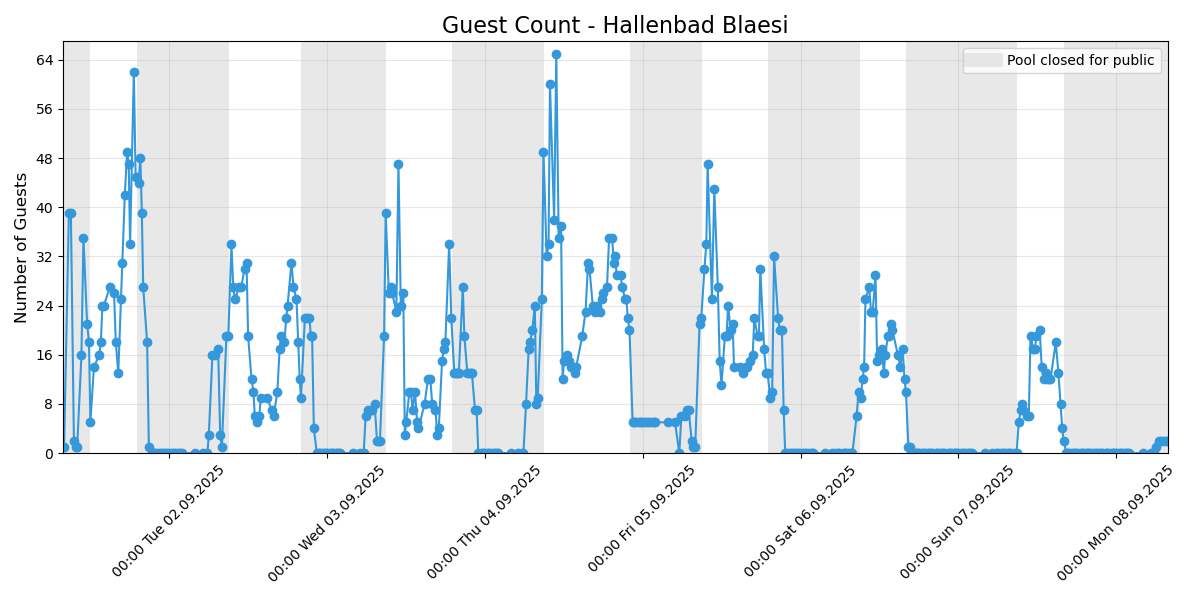 Guest Count - Hallenbad Blaesi
Pool closed for public
Number of Guests
64
56
48
40
32
24
16
8
0
00:00 Tue 02.09.2025
00:00 Wed 03.09.2025
00:00 Thu 04.09.2025
00:00 Fri 05.09.2025
00:00 Sat 06.09.2025
00:00 Sun 07.09.2025
00:00 Mon 08.09.2025